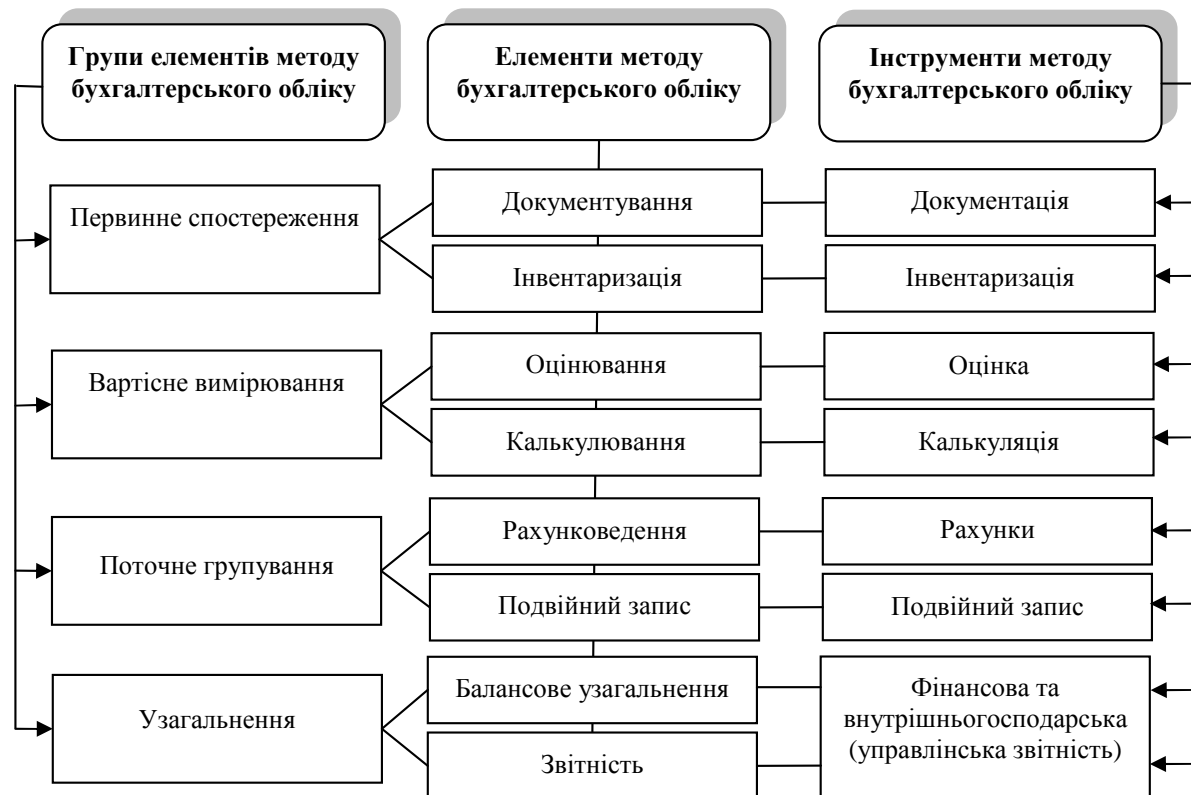 Групи елементів методу
бухгалтерського обліку
Елементи методу
бухгалтерського обліку
Інструменти методу
бухгалтерського обліку
Первинне спостереження
Документування
Документація
Інвентаризація
Інвентаризація
Вартісне вимірювання
Оцінювання
Оцінка
Калькулювання
Калькуляція
Поточне групування
Рахунковедення
Рахунки
Подвійний запис
Подвійний запис
Узагальнення
Балансове узагальнення
Звітність
Фінансова та
внутрішньогосподарська
(управлінська звітність)